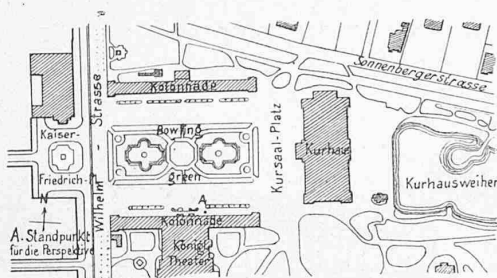 Sonnenbergerstrasse
Kolonnade
Strasse
Kaiser-
Bowling
Kursaal-Platz
Kurhaus
Friedrich-
green
Kurhausweiher
N
Wilhelm-
A
A. Standpunkt
für die Perspektive
Kolonnade
Königl.
Theater